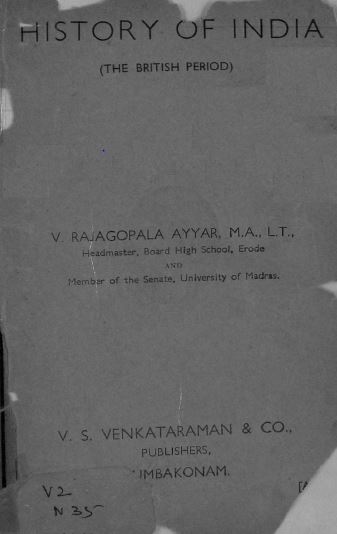 HISTORY OF INDIA
(THE BRITISH PERIOD)
V. RAJAGOPALA AYYAR, M.A., L.T.,
Headmaster, Board High School, Erode
AND
Member of the Senate, University of Madras.
V. S. VENKATARAMAN & CO.,
PUBLISHERS,
UMBAKONAM.
V2
N35